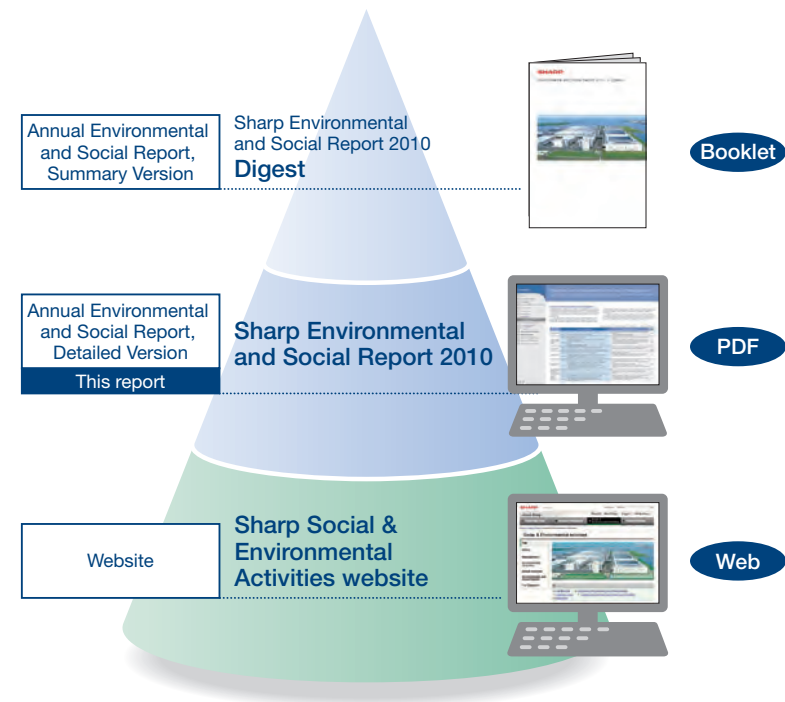 Annual Environmental
and Social Report,
Summary Version
Sharp Environmental
and Social Report 2010
Digest
SHARP
Booklet
Annual Environmental
and Social Report,
Detailed Version
This report
Sharp Environmental
and Social Report 2010
PDF
Website
Sharp Social &
Environmental
Activities website
SHARP
Web